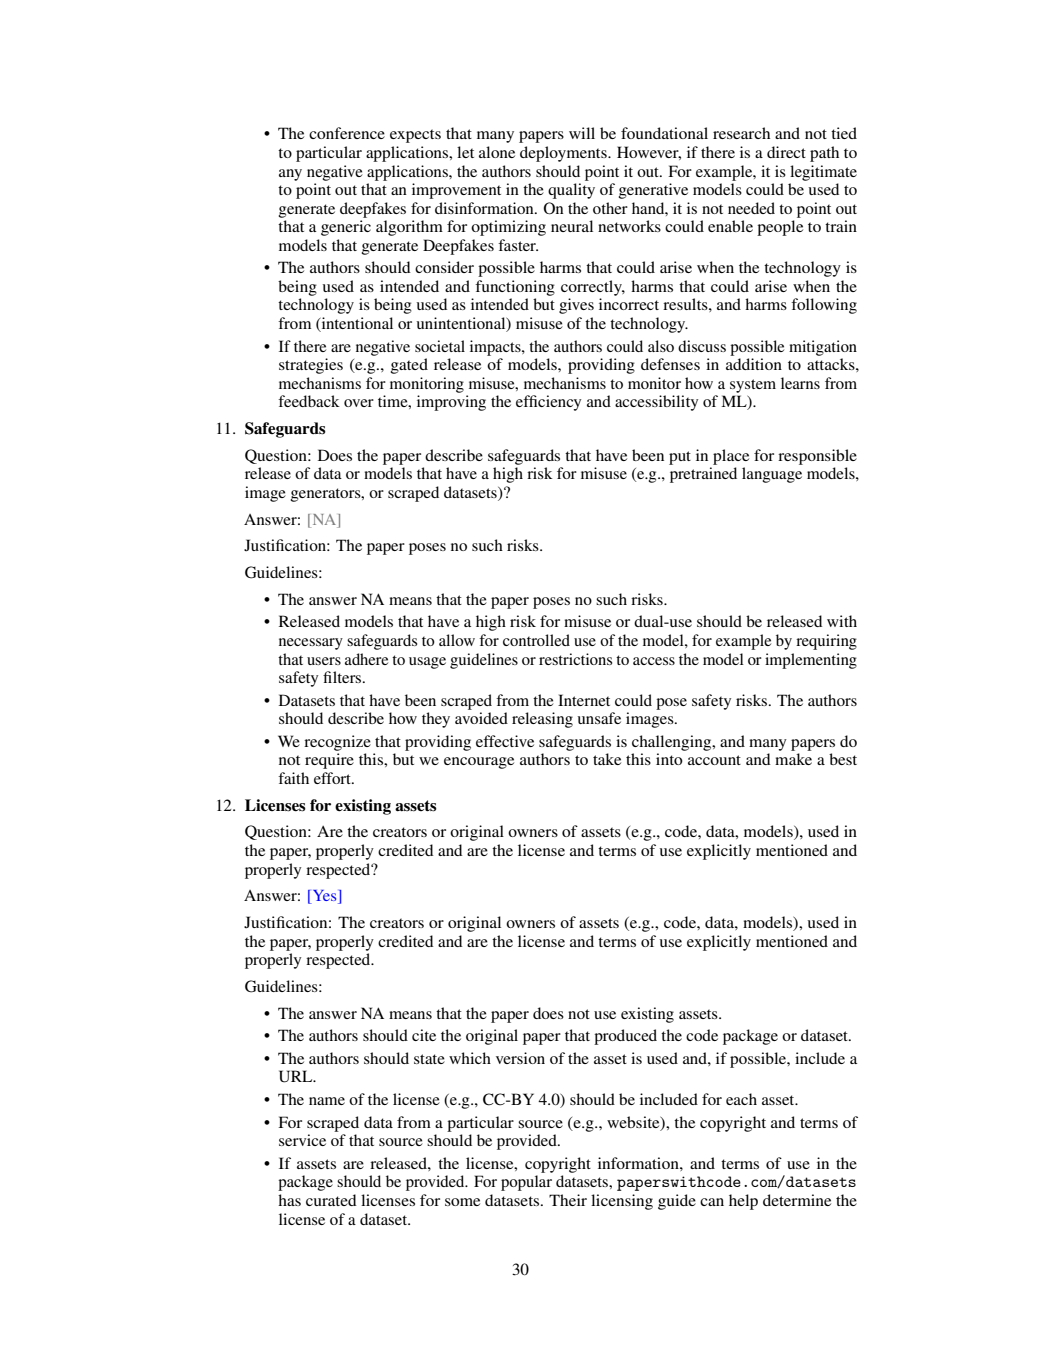 • The conference expects that many papers will be foundational research and not tied
to particular applications, let alone deployments. However, if there is a direct path to
any negative applications, the authors should point it out. For example, it is legitimate
to point out that an improvement in the quality of generative models could be used to
generate deepfakes for disinformation. On the other hand, it is not needed to point out
that a generic algorithm for optimizing neural networks could enable people to train
models that generate Deepfakes faster.
• The authors should consider possible harms that could arise when the technology is
being used as intended and functioning correctly, harms that could arise when the
technology is being used as intended but gives incorrect results, and harms following
from (intentional or unintentional) misuse of the technology.
• If there are negative societal impacts, the authors could also discuss possible mitigation
strategies (e.g., gated release of models, providing defenses in addition to attacks,
mechanisms for monitoring misuse, mechanisms to monitor how a system learns from
feedback over time, improving the efficiency and accessibility of ML).
11. Safeguards
Question: Does the paper describe safeguards that have been put in place for responsible
release of data or models that have a high risk for misuse (e.g., pretrained language models,
image generators, or scraped datasets)?
Answer: [NA]
Justification: The paper poses no such risks.
Guidelines:
• The answer NA means that the paper poses no such risks.
• Released models that have a high risk for misuse or dual-use should be released with
necessary safeguards to allow for controlled use of the model, for example by requiring
that users adhere to usage guidelines or restrictions to access the model or implementing
safety filters.
• Datasets that have been scraped from the Internet could pose safety risks. The authors
should describe how they avoided releasing unsafe images.
• We recognize that providing effective safeguards is challenging, and many papers do
not require this, but we encourage authors to take this into account and make a best
faith effort.
12. Licenses for existing assets
Question: Are the creators or original owners of assets (e.g., code, data, models), used in
the paper, properly credited and are the license and terms of use explicitly mentioned and
properly respected?
Answer: [Yes]
Justification: The creators or original owners of assets (e.g., code, data, models), used in
the paper, properly credited and are the license and terms of use explicitly mentioned and
properly respected.
Guidelines:
• The answer NA means that the paper does not use existing assets.
• The authors should cite the original paper that produced the code package or dataset.
• The authors should state which version of the asset is used and, if possible, include a
URL.
• The name of the license (e.g., CC-BY 4.0) should be included for each asset.
• For scraped data from a particular source (e.g., website), the copyright and terms of
service of that source should be provided.
• If assets are released, the license, copyright information, and terms of use in the
package should be provided. For popular datasets, paperswithcode.com/datasets
has curated licenses for some datasets. Their licensing guide can help determine the
license of a dataset.
30